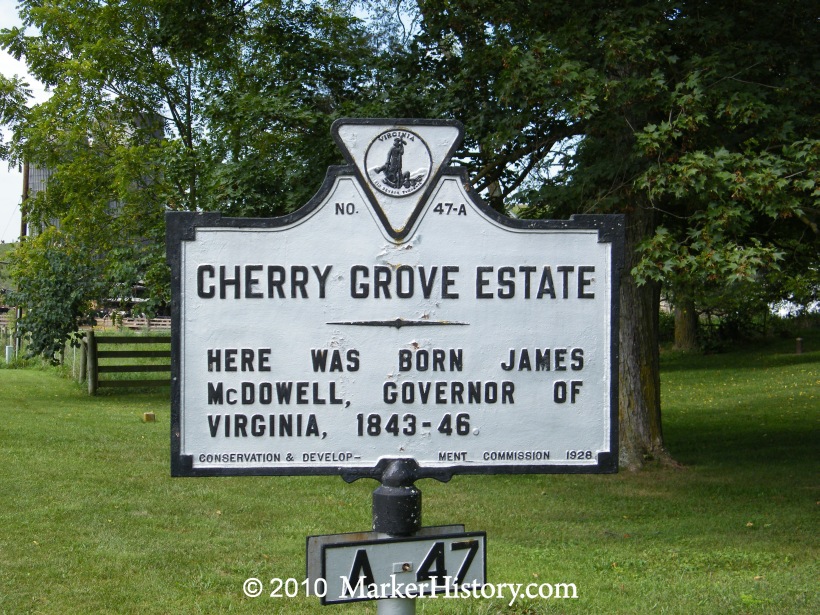 VIRGINIA
NO. 47-A
CHERRY GROVE ESTATE
HERE WAS BORN JAMES
McDOWELL, GOVERNOR OF
VIRGINIA, 1843-46.
CONSERVATION & DEVELOP- MENT COMMISSION 1928
A 47
© 2010 MarkerHistory.com